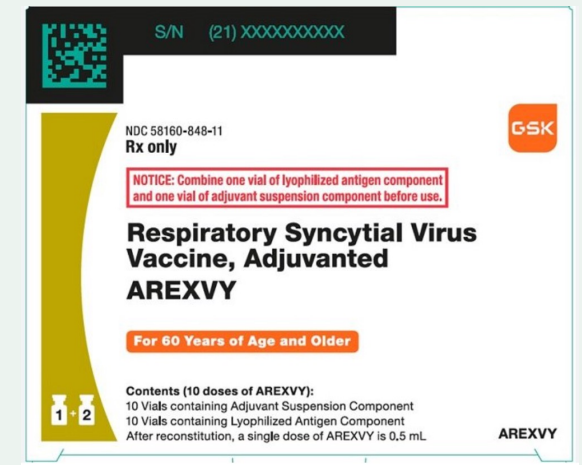 S/N (21) XXXXXXXXXX
GSK
NDC 58160-848-11
Rx only
NOTICE: Combine one vial of lyophilized antigen component
and one vial of adjuvant suspension component before use.
Respiratory Syncytial Virus
Vaccine, Adjuvanted
AREXVY
For 60 Years of Age and Older
Contents (10 doses of AREXVY):
10 Vials containing Adjuvant Suspension Component
10 Vials containing Lyophilized Antigen Component
After reconstitution, a single dose of AREXVY is 0.5 mL
1 + 2
AREXVY